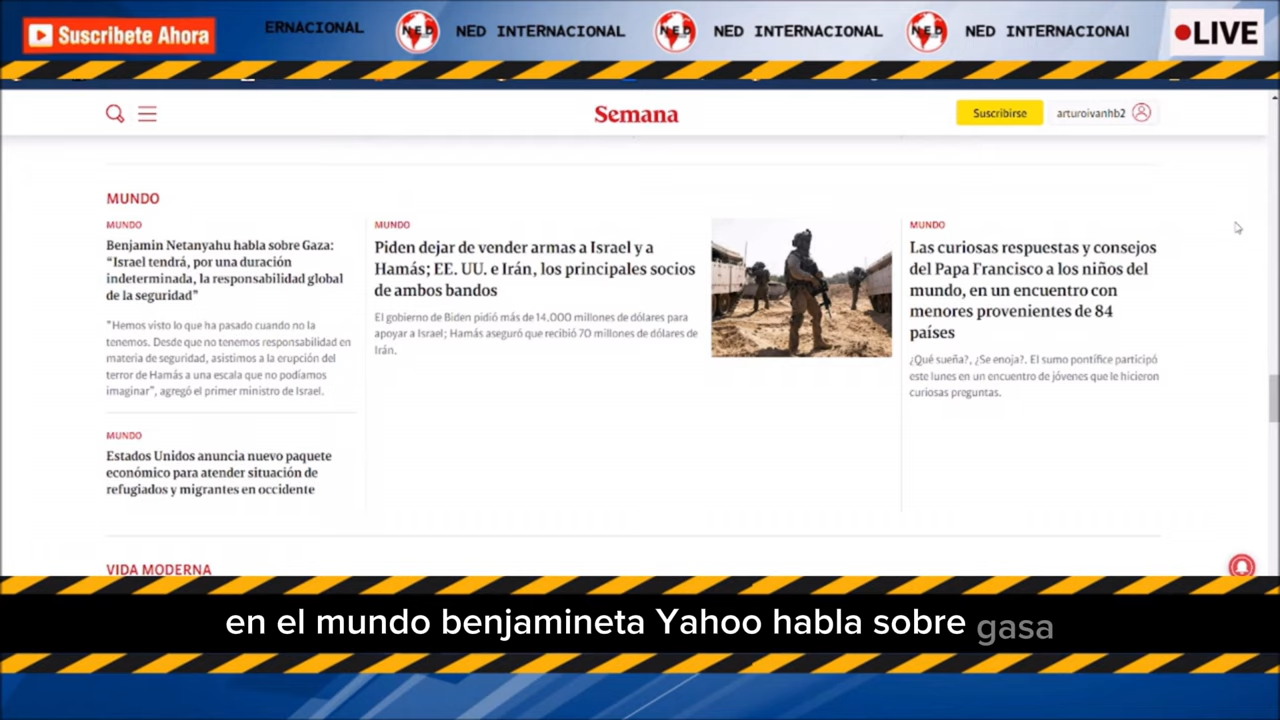 Suscribete Ahora
ERNACIONAL
NED
NED INTERNACIONAL
NED
NED INTERNACIONAL
NED
NED INTERNACIONAl
LIVE
Semana
Suscribirse
arturoivanhb2
MUNDO
MUNDO
Benjamin Netanyahu habla sobre Gaza:
“Israel tendrá, por una duración
indeterminada, la responsabilidad global
de la seguridad”
"Hemos visto lo que ha pasado cuando no la
tenemos. Desde que no tenemos responsabilidad en
materia de seguridad, asistimos a la erupción del
terror de Hamás a una escala que no podíamos
imaginar”, agregó el primer ministro de Israel.
MUNDO
Estados Unidos anuncia nuevo paquete
económico para atender situación de
refugiados y migrantes en occidente
MUNDO
Piden dejar de vender armas a Israel y a
Hamás; EE. UU. e Irán, los principales socios
de ambos bandos
El gobierno de Biden pidió más de 14.000 millones de dólares para
apoyar a Israel; Hamás aseguró que recibió 70 millones de dólares de
Irán.
MUNDO
Las curiosas respuestas y consejos
del Papa Francisco a los niños del
mundo, en un encuentro con
menores provenientes de 84
países
¿Qué sueña?, ¿Se enoja?. El sumo pontífice participó
este lunes en un encuentro de jóvenes que le hicieron
curiosas preguntas.
VIDA MODERNA
en el mundo benjamineta Yahoo habla sobre gasa